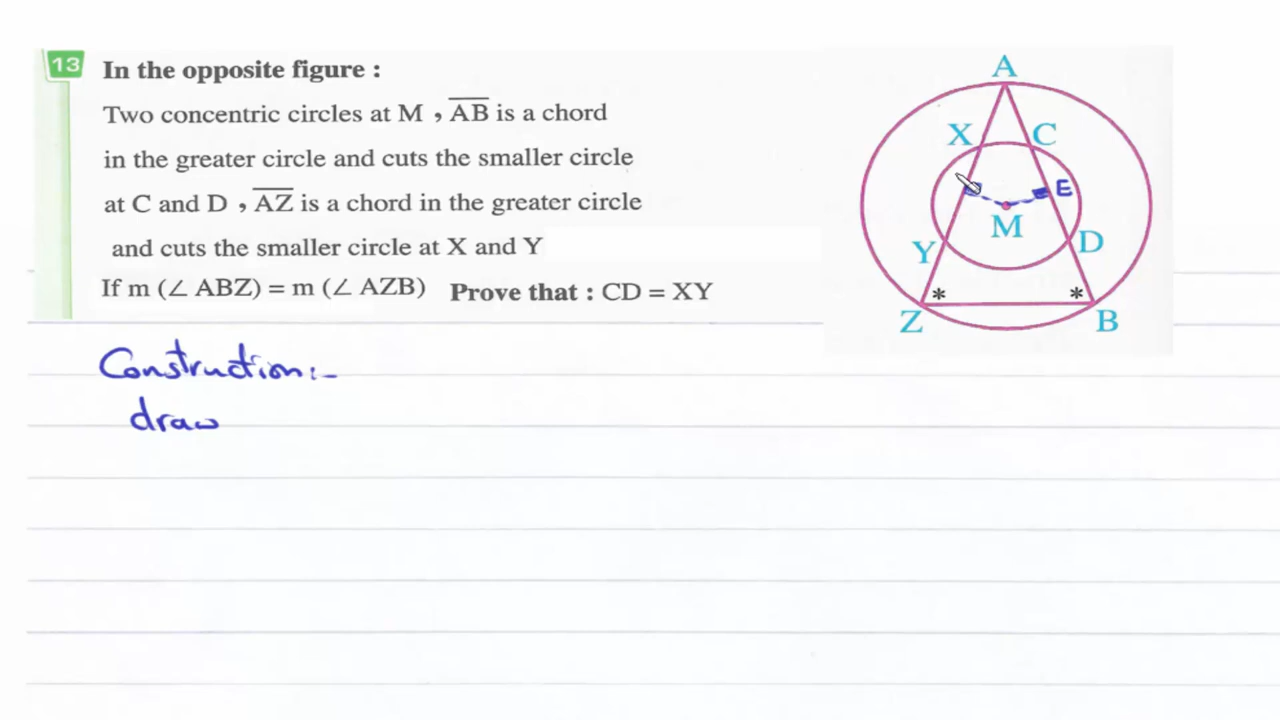 13 In the opposite figure :
Two concentric circles at M , AB is a chord
in the greater circle and cuts the smaller circle
at C and D , AZ is a chord in the greater circle
and cuts the smaller circle at X and Y
If m (∠ ABZ) = m (∠ AZB) Prove that : CD = XY
A
X C
E
M
Y D
* *
Z B
Construction:-
draw